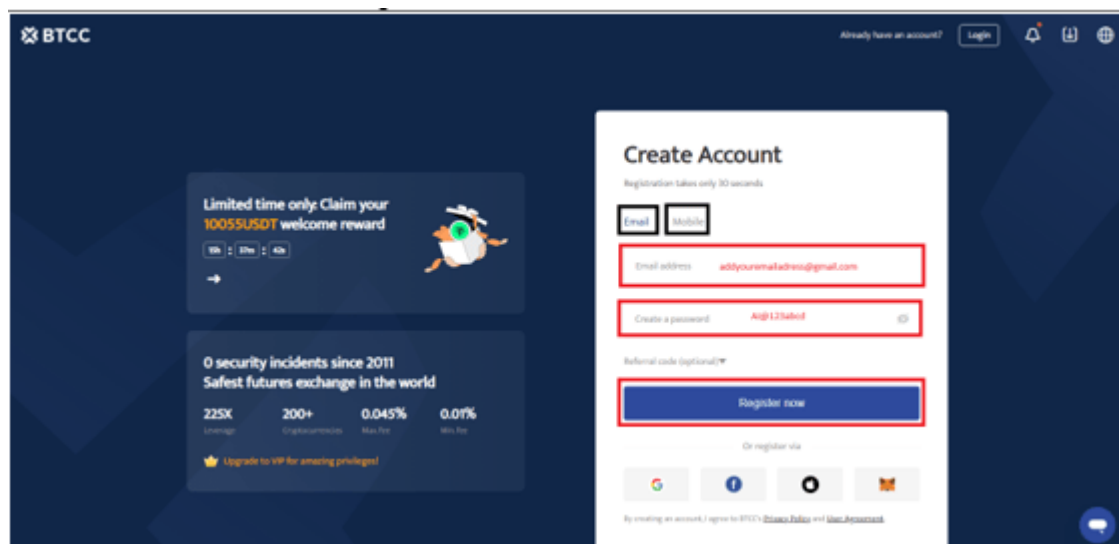 BTCC
Already have an account? Login
Create Account
Registration takes only 30 seconds
Email Mobile
Email address addyouremailadress@gmail.com
Create a password
Referral code (optional)
Register now
Or register via
By creating an account, I agree to BTCC's Privacy Policy and User Agreement.
Limited time only: Claim your
10055USDT welcome reward
15h : 37m : 42s
0 security incidents since 2011
Safest futures exchange in the world
225X 200+ 0.045% 0.01%
Leverage Cryptocurrencies Max Fee Min Fee
Upgrade to VIP for amazing privileges!